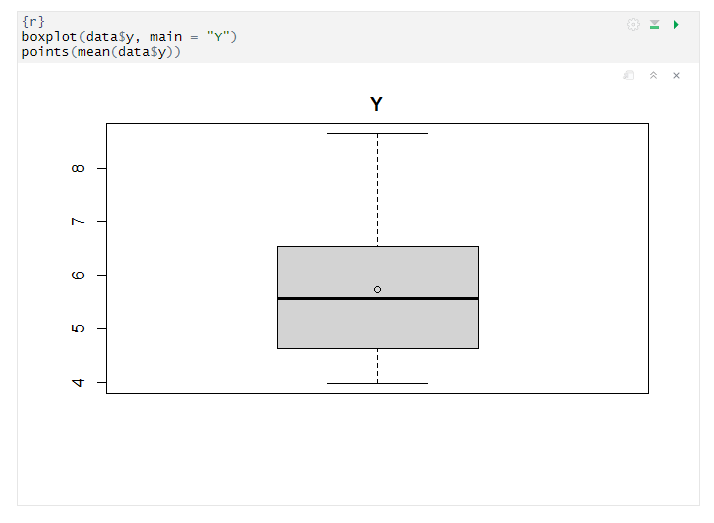 {r}
boxplot(data$y, main = "Y")
points(mean(data$y))
Y
8
7
6
5
4